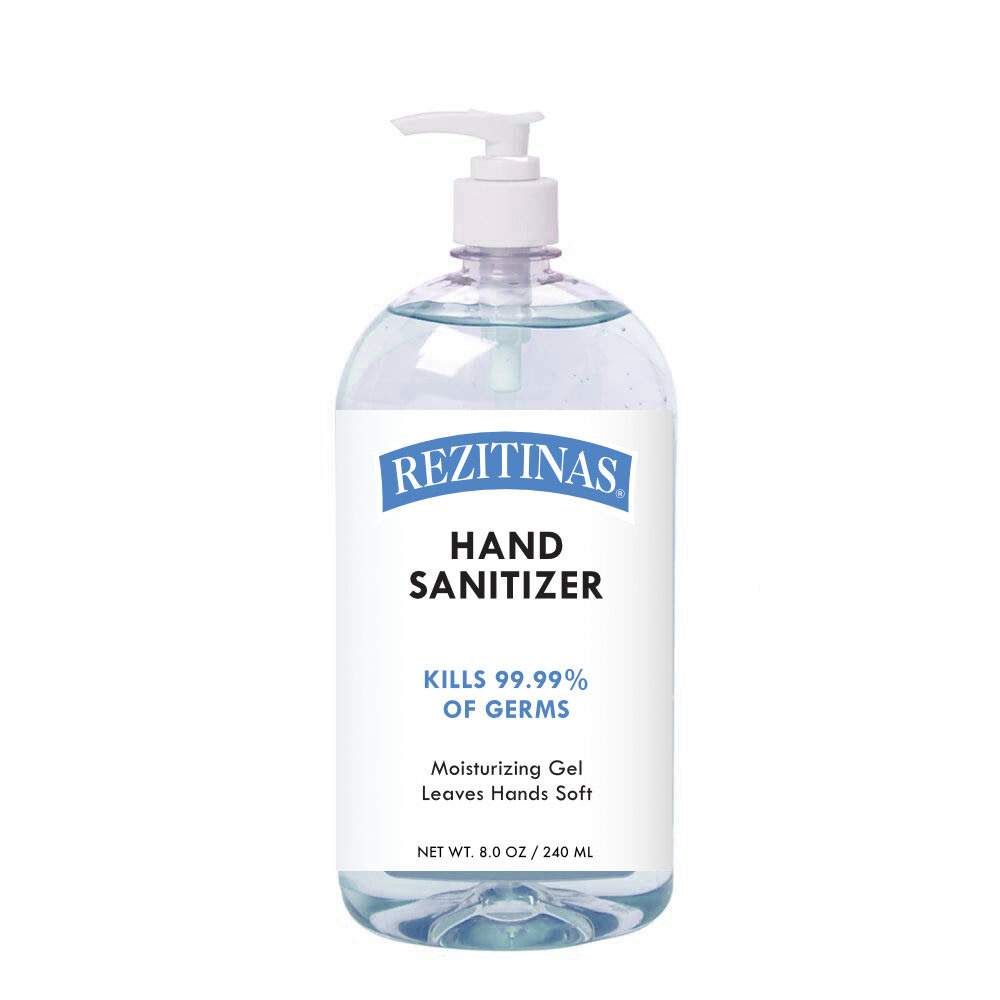 REZITINAS®
HAND
SANITIZER
KILLS 99.99%
OF GERMS
Moisturizing Gel
Leaves Hands Soft
NET WT. 8.0 OZ / 240 ML